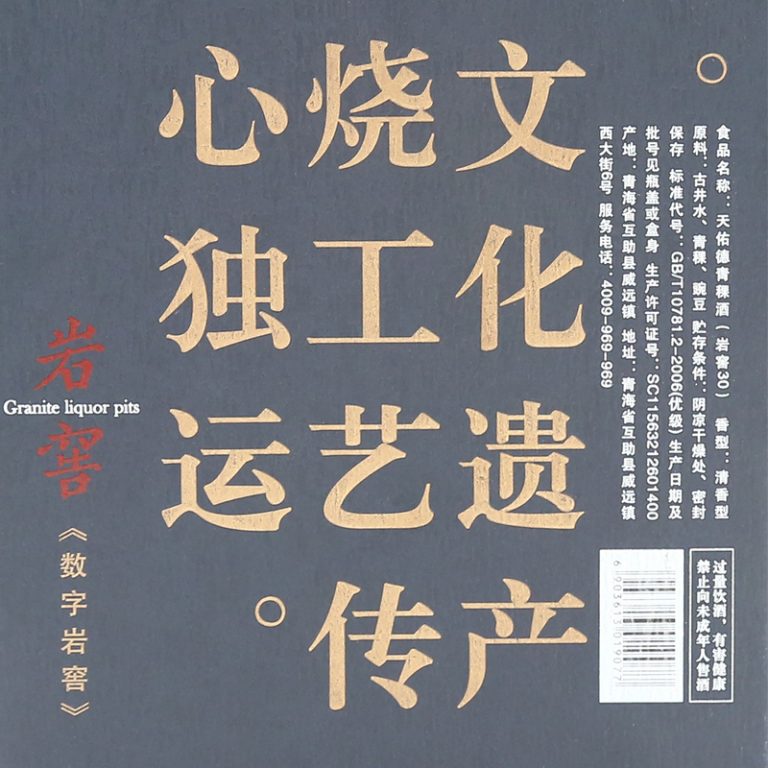 。
食品名称：天佑德青稞酒（岩窖30） 香型：清香型
原料：古井水、青稞、豌豆 贮存条件：阴凉干燥处、密封
保存 标准代号：GB/T10781.2-2006(优级) 生产日期及
批号见瓶盖或盒身 生产许可证号：SC11563212601400
产地：青海省互助县威远镇 地址：青海省互助县威远镇
西大街6号 服务电话：4009-969-969
过量饮酒，有害健康
禁止向未成年人售酒
6 903613 019077
文化遗产
烧工艺传
心独运。
岩窖
Granite liquor pits
《数字岩窖》